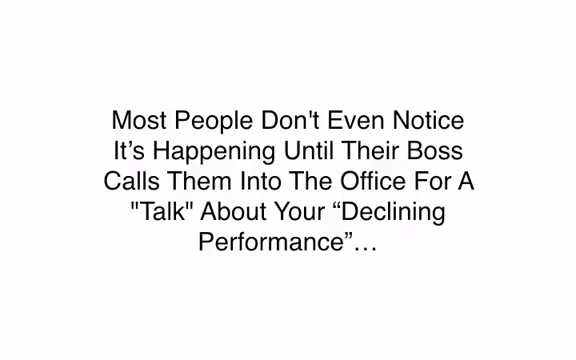 Most People Don't Even Notice
It’s Happening Until Their Boss
Calls Them Into The Office For A
"Talk" About Your “Declining
Performance”…